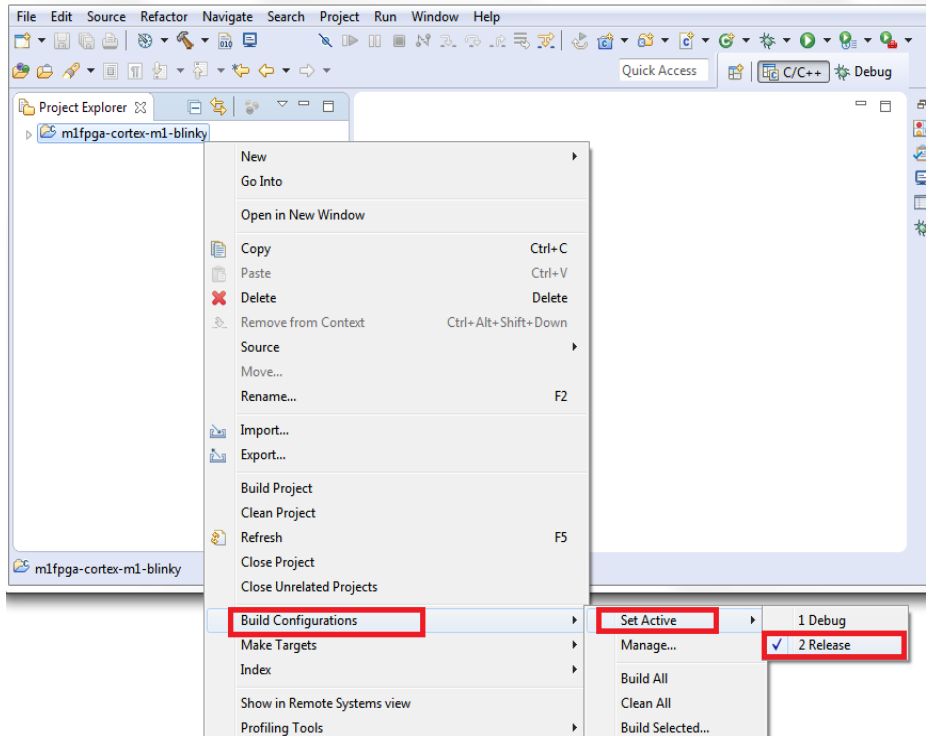 File Edit Source Refactor Navigate Search Project Run Window Help
Quick Access C/C++ Debug
Project Explorer
m1fpga-cortex-m1-blinky
New
Go Into
Open in New Window
Copy Ctrl+C
Paste Ctrl+V
Delete Delete
Remove from Context Ctrl+Alt+Shift+Down
Source
Move...
Rename... F2
Import...
Export...
Build Project
Clean Project
Refresh F5
Close Project
m1fpga-cortex-m1-blinky
Close Unrelated Projects
Build Configurations Set Active 1 Debug
Make Targets Manage... 2 Release
Index
Build All
Show in Remote Systems view Clean All
Profiling Tools Build Selected...